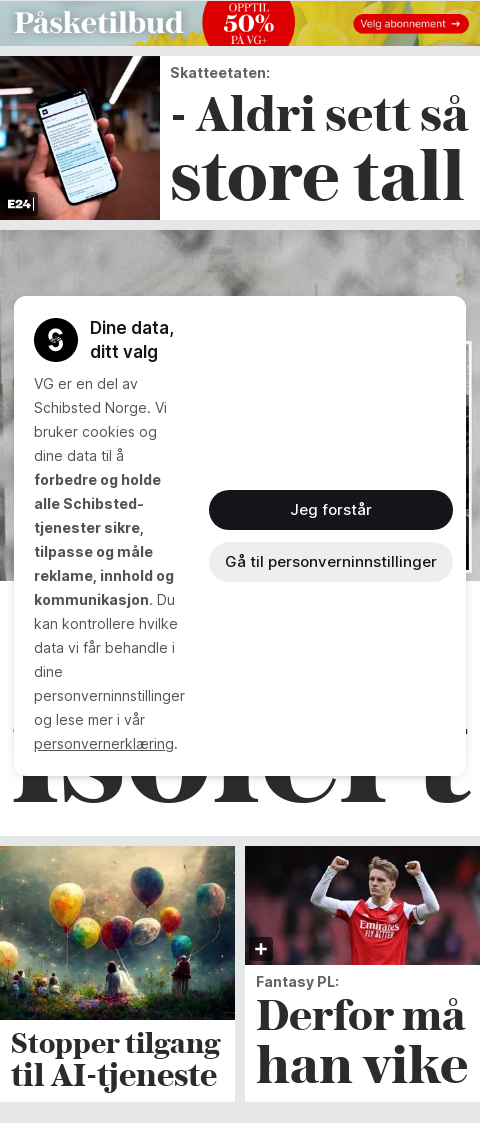 Påsketilbud
OPPTIL
50%
PÅ VG+
Velg abonnement →
Skatteetaten:
- Aldri sett så
store tall
E24
Dine data,
ditt valg
VG er en del av
Schibsted Norge. Vi
bruker cookies og
dine data til å
forbedre og holde
alle Schibsted-
tjenester sikre,
tilpasse og måle
reklame, innhold og
kommunikasjon. Du
kan kontrollere hvilke
data vi får behandle i
dine
personverninnstillinger
og lese mer i vår
personvernerklæring.
Jeg forstår
Gå til personverninnstillinger
isolert
Stopper tilgang
til AI-tjeneste
Fantasy PL:
Derfor må
han vike